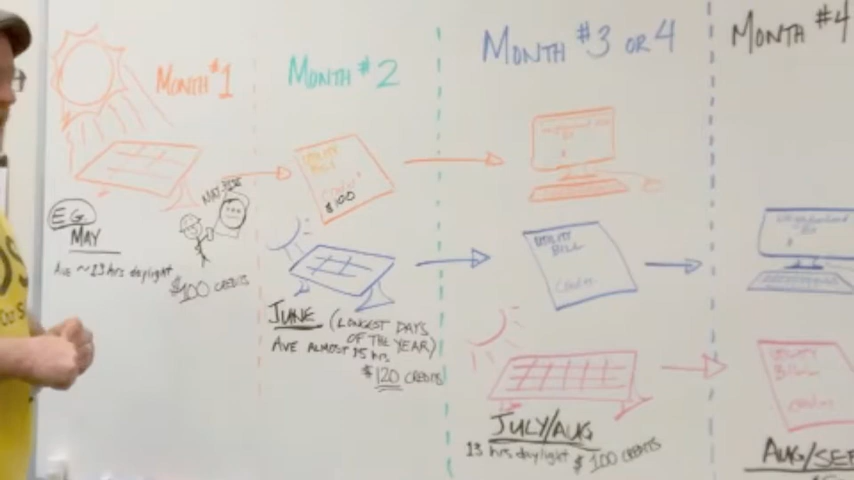 MONTH #1
MONTH #2
MONTH #3 OR 4
MONTH #4
UTILITY
BILL
$100
E.G.
MAY
AVE ~13 hrs daylight
$100 CREDITS
UTILITY
BILL
JUNE (LONGEST DAYS
OF THE YEAR)
AVE ALMOST 15 hrs
$120 CREDITS
UTILITY
BILL
JULY/AUG
13 hrs daylight $100 CREDITS
AUG/SEP